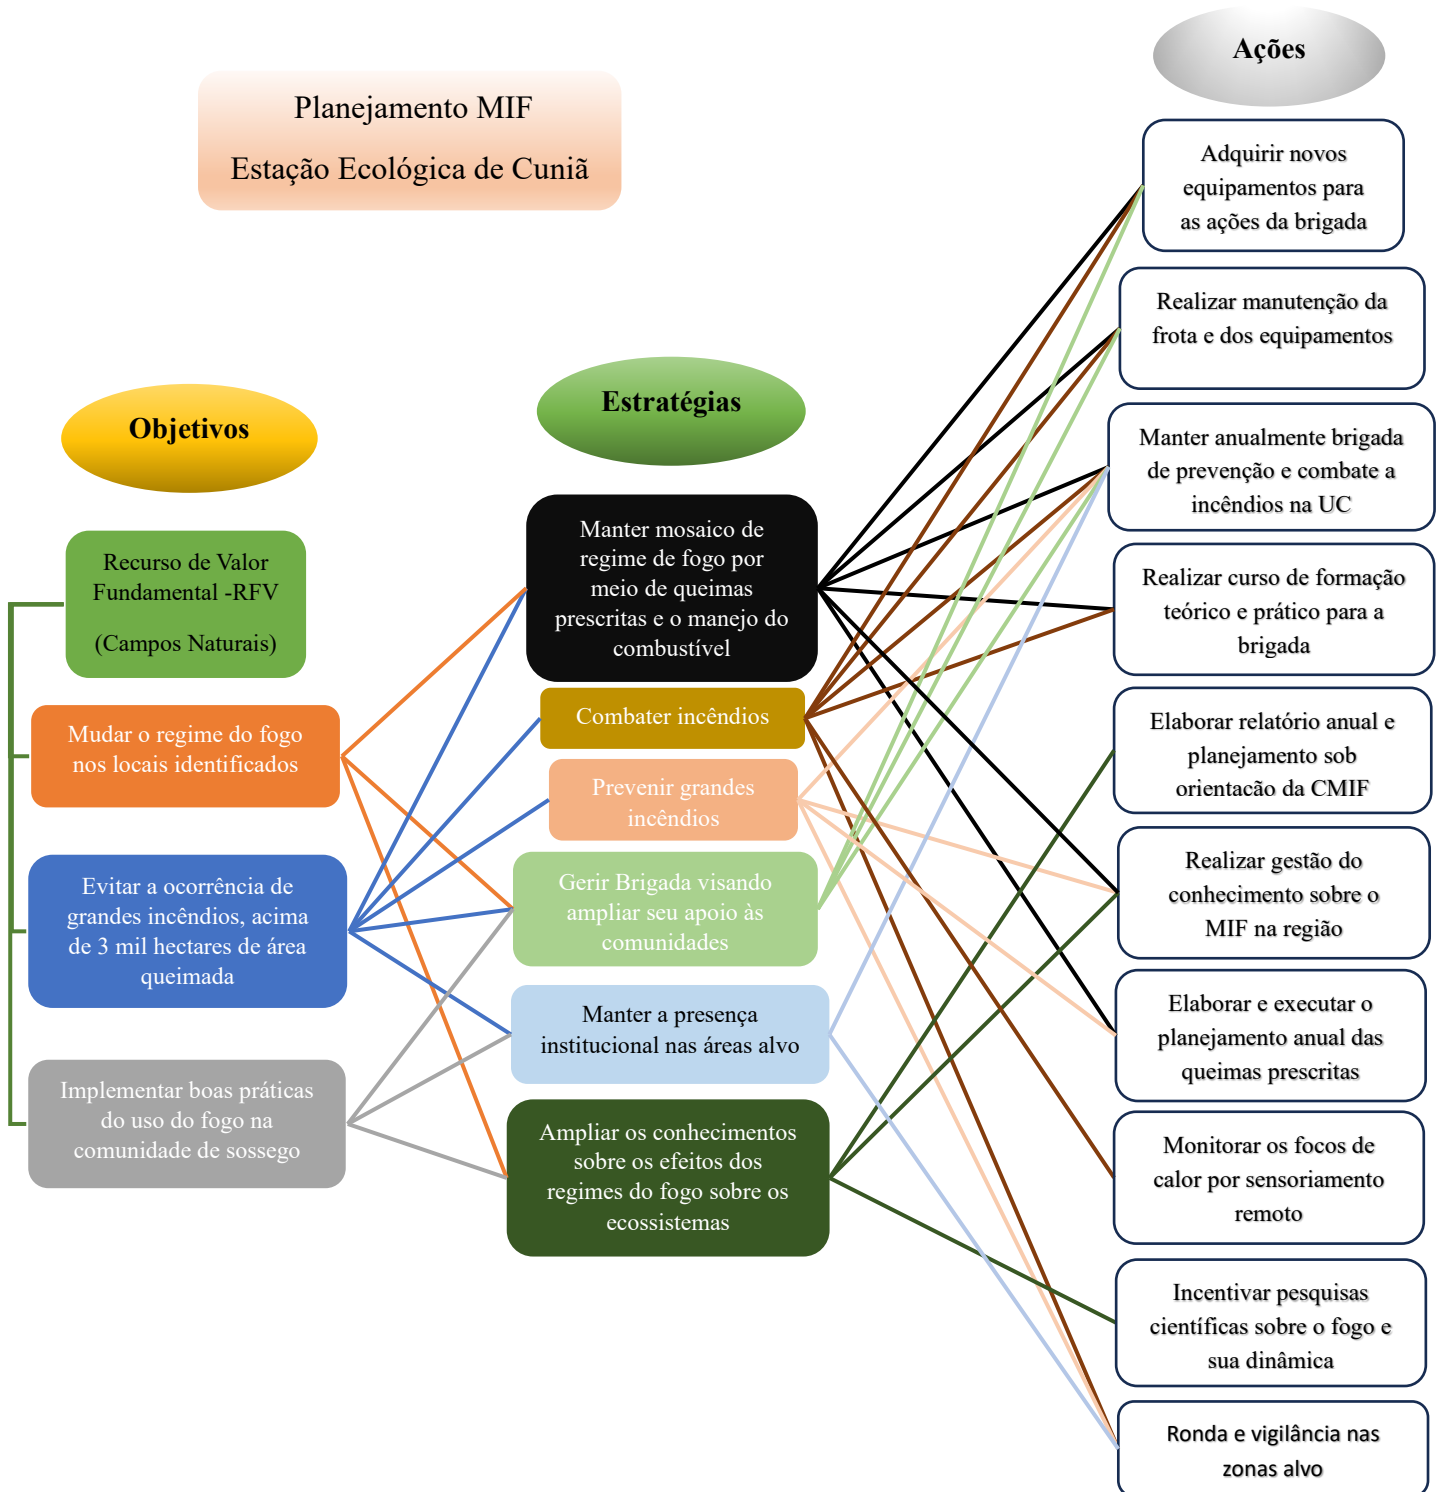 Planejamento MIF
Estação Ecológica de Cuniã
Objetivos
Recurso de Valor
Fundamental -RFV
(Campos Naturais)
Mudar o regime do fogo
nos locais identificados
Evitar a ocorrência de
grandes incêndios, acima
de 3 mil hectares de área
queimada
Implementar boas práticas
do uso do fogo na
comunidade de sossego
Estratégias
Manter mosaico de
regime de fogo por
meio de queimas
prescritas e o manejo do
combustível
Combater incêndios
Prevenir grandes
incêndios
Gerir Brigada visando
ampliar seu apoio às
comunidades
Manter a presença
institucional nas áreas alvo
Ampliar os conhecimentos
sobre os efeitos dos
regimes do fogo sobre os
ecossistemas
Ações
Adquirir novos
equipamentos para
as ações da brigada
Realizar manutenção da
frota e dos equipamentos
Manter anualmente brigada
de prevenção e combate a
incêndios na UC
Realizar curso de formação
teórico e prático para a
brigada
Elaborar relatório anual e
planejamento sob
orientacão da CMIF
Realizar gestão do
conhecimento sobre o
MIF na região
Elaborar e executar o
planejamento anual das
queimas prescritas
Monitorar os focos de
calor por sensoriamento
remoto
Incentivar pesquisas
científicas sobre o fogo e
sua dinâmica
Ronda e vigilância nas
zonas alvo